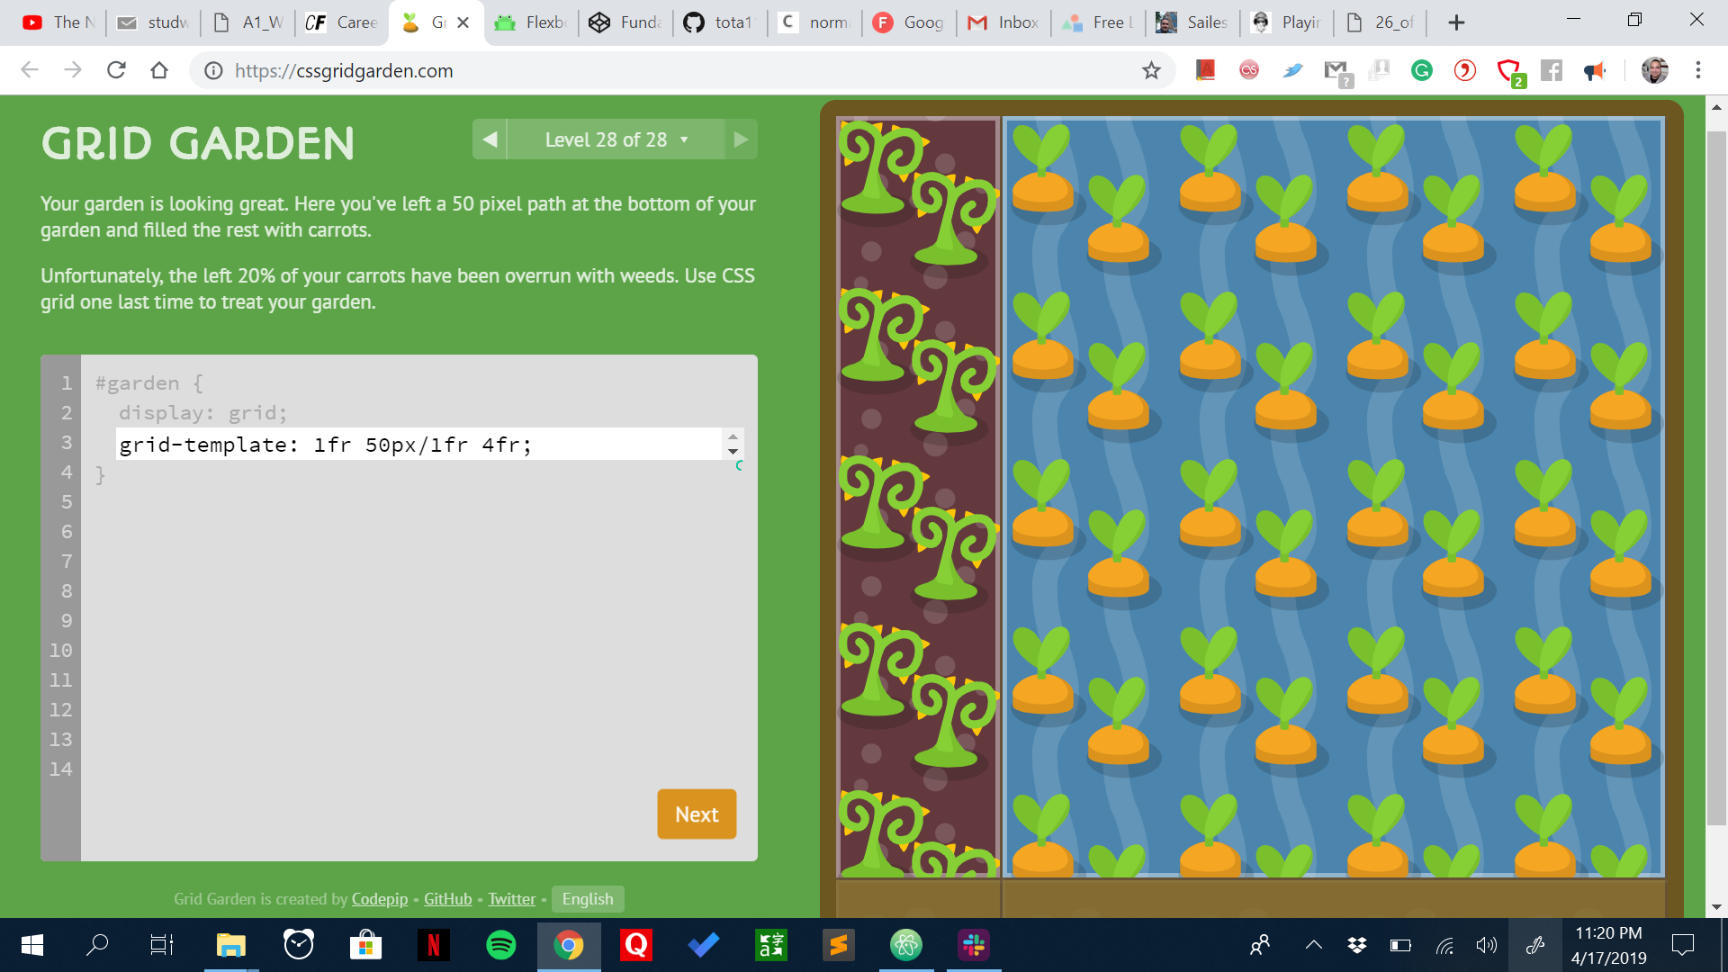 The N
studw
A1_W
CF Caree
Gr
Flexb
Funda
tota1
C norm
F Goog
Inbox
Free L
Sailes
Playin
26_of
https://cssgridgarden.com
?
2
GRID GARDEN
Level 28 of 28
Your garden is looking great. Here you've left a 50 pixel path at the bottom of your
garden and filled the rest with carrots.
Unfortunately, the left 20% of your carrots have been overrun with weeds. Use CSS
grid one last time to treat your garden.
1 #garden {
2 display: grid;
3 grid-template: 1fr 50px/1fr 4fr;
4 }
5
6
7
8
9
10
11
12
13
14
Next
Grid Garden is created by Codepip • GitHub • Twitter • English
11:20 PM
4/17/2019